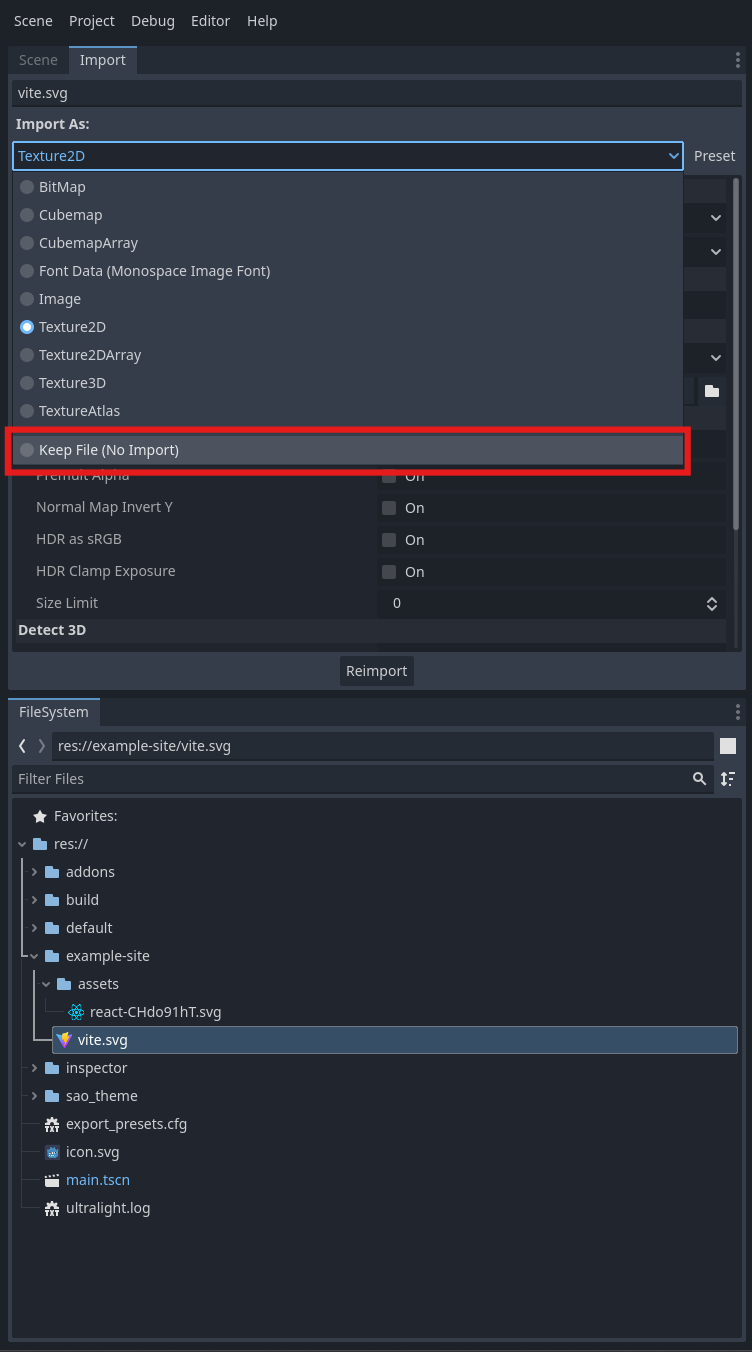 Scene Project Debug Editor Help
Scene Import
vite.svg
Import As:
Texture2D Preset
BitMap
Cubemap
CubemapArray
Font Data (Monospace Image Font)
Image
Texture2D
Texture2DArray
Texture3D
TextureAtlas
Keep File (No Import)
Premult Alpha On
Normal Map Invert Y On
HDR as sRGB On
HDR Clamp Exposure On
Size Limit 0
Detect 3D
Reimport
FileSystem
res://example-site/vite.svg
Filter Files
Favorites:
res://
addons
build
default
example-site
assets
react-CHdo91hT.svg
vite.svg
inspector
sao_theme
export_presets.cfg
icon.svg
main.tscn
ultralight.log